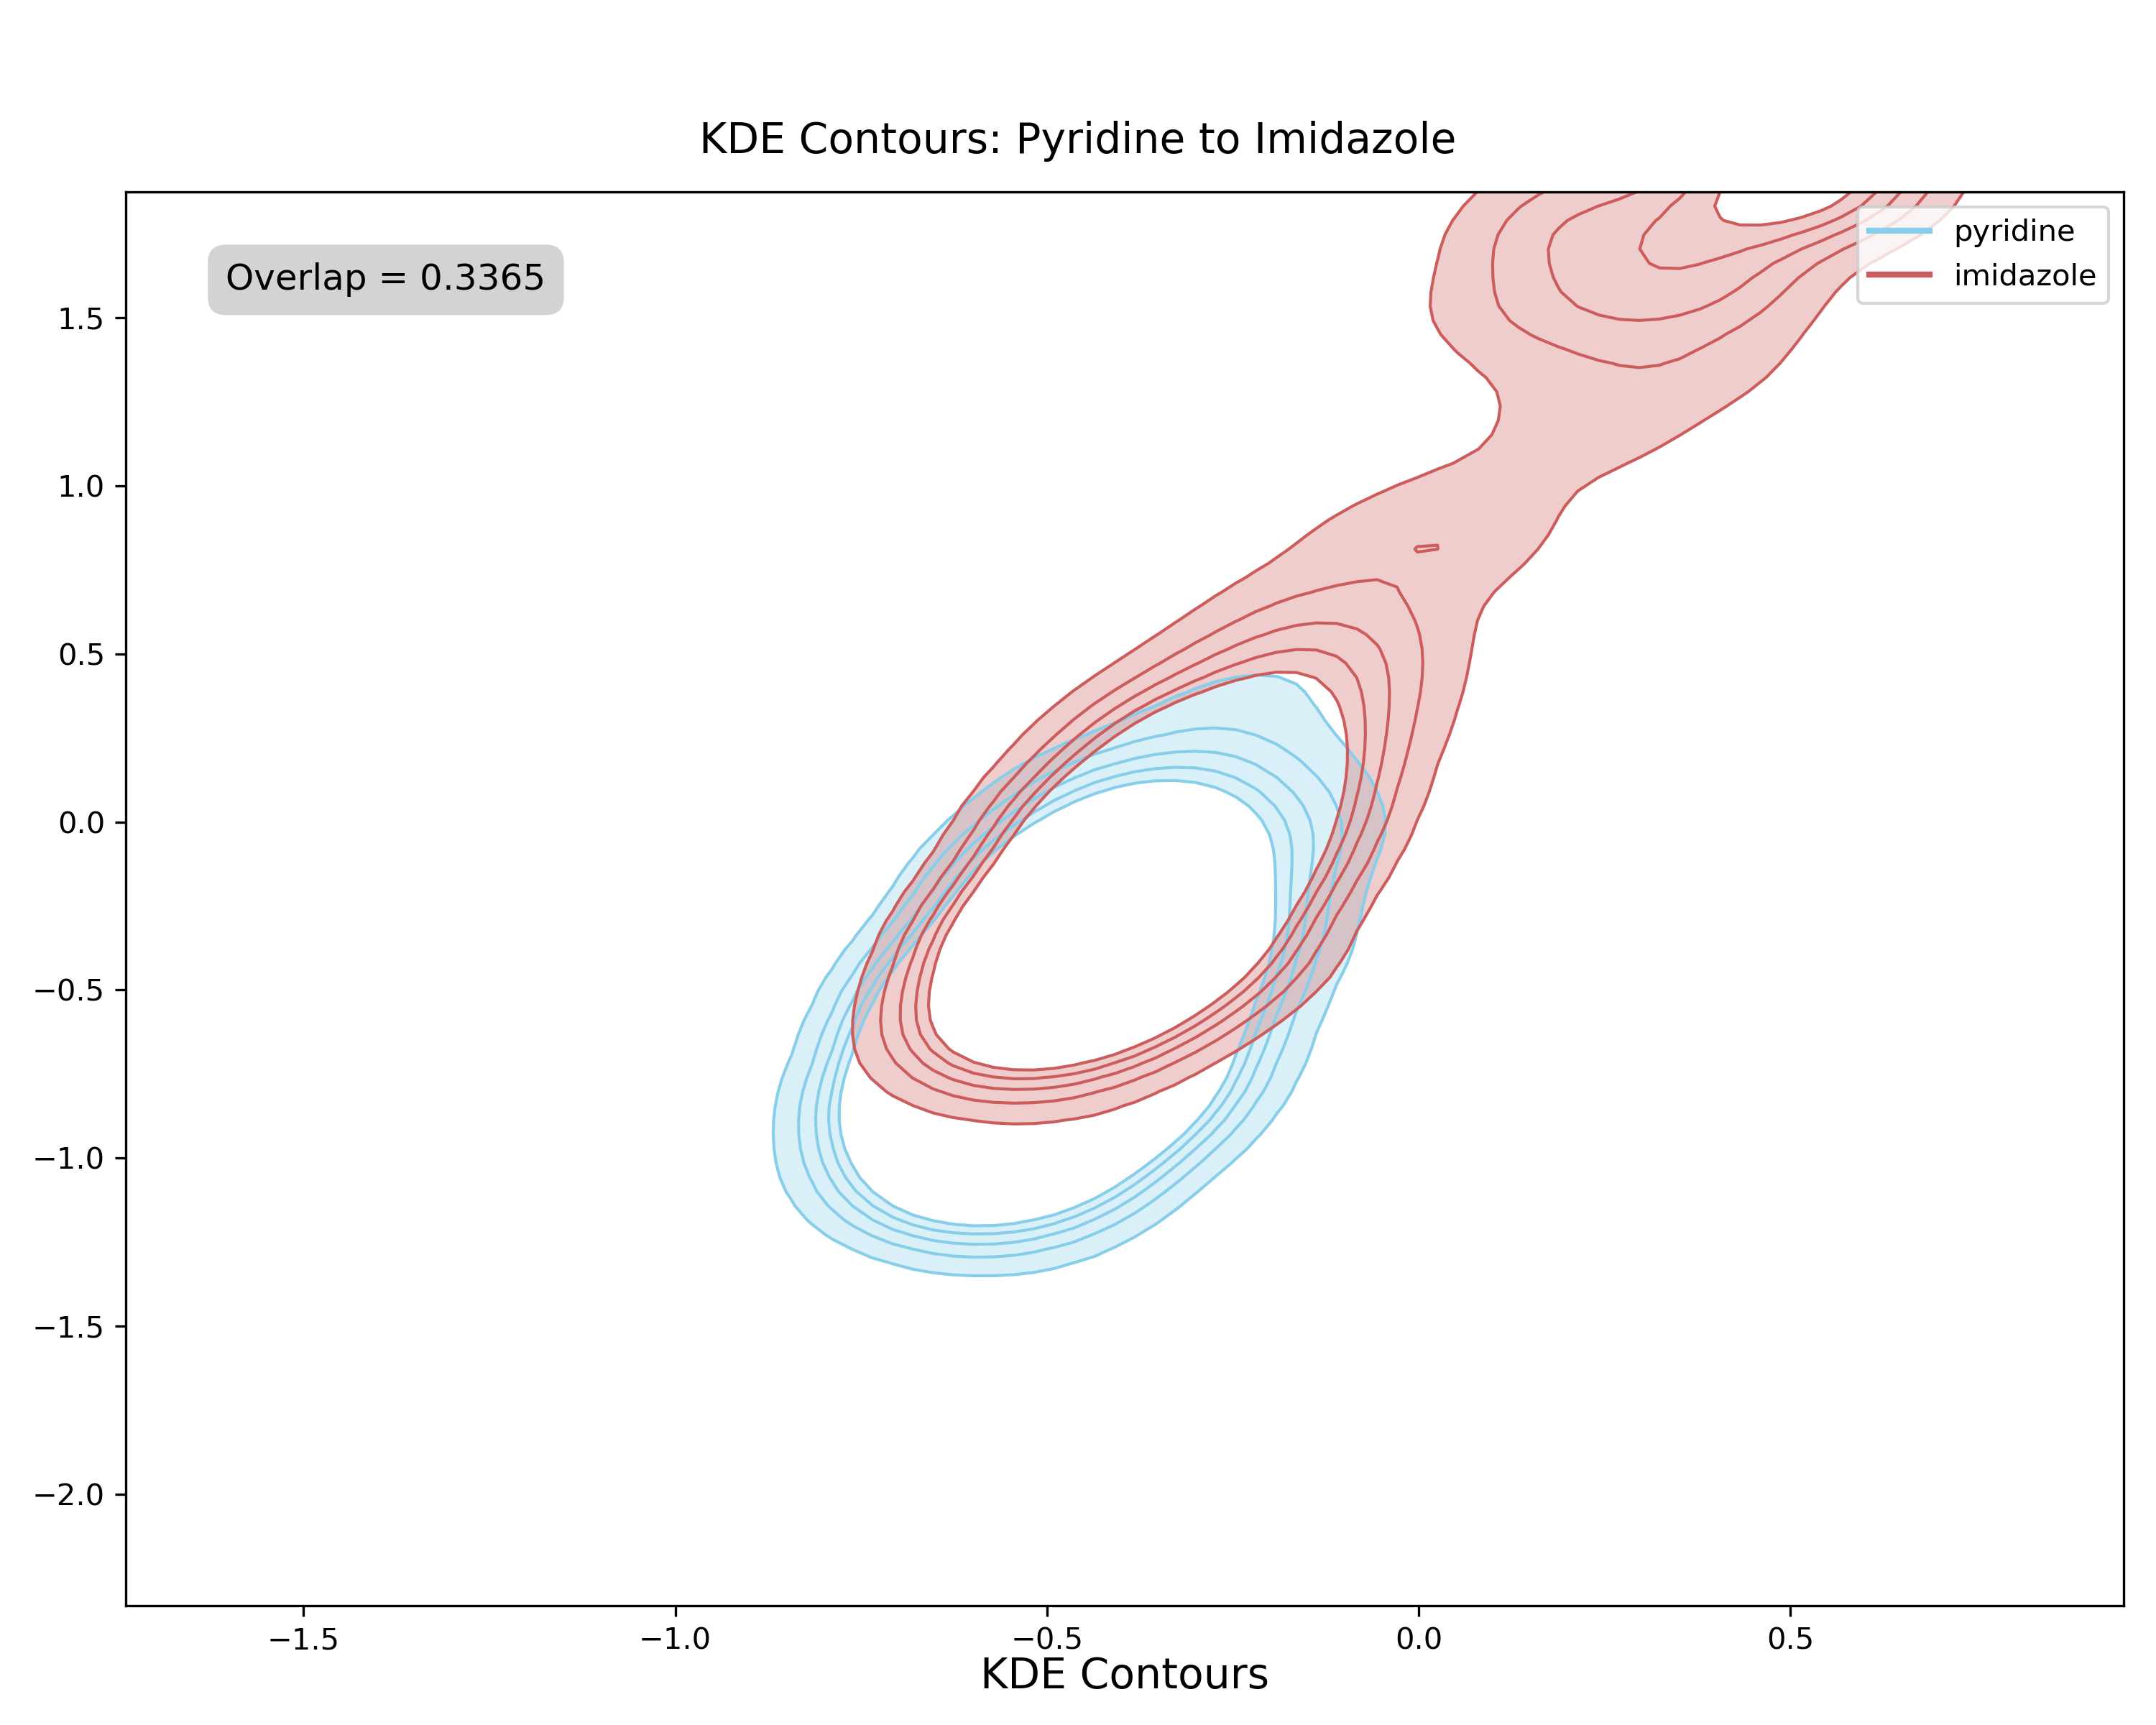 KDE Contours: Pyridine to Imidazole
Overlap = 0.3365
pyridine
imidazole
1.5
1.0
0.5
0.0
−0.5
−1.0
−1.5
−2.0
−1.5 −1.0 −0.5 0.0 0.5
KDE Contours